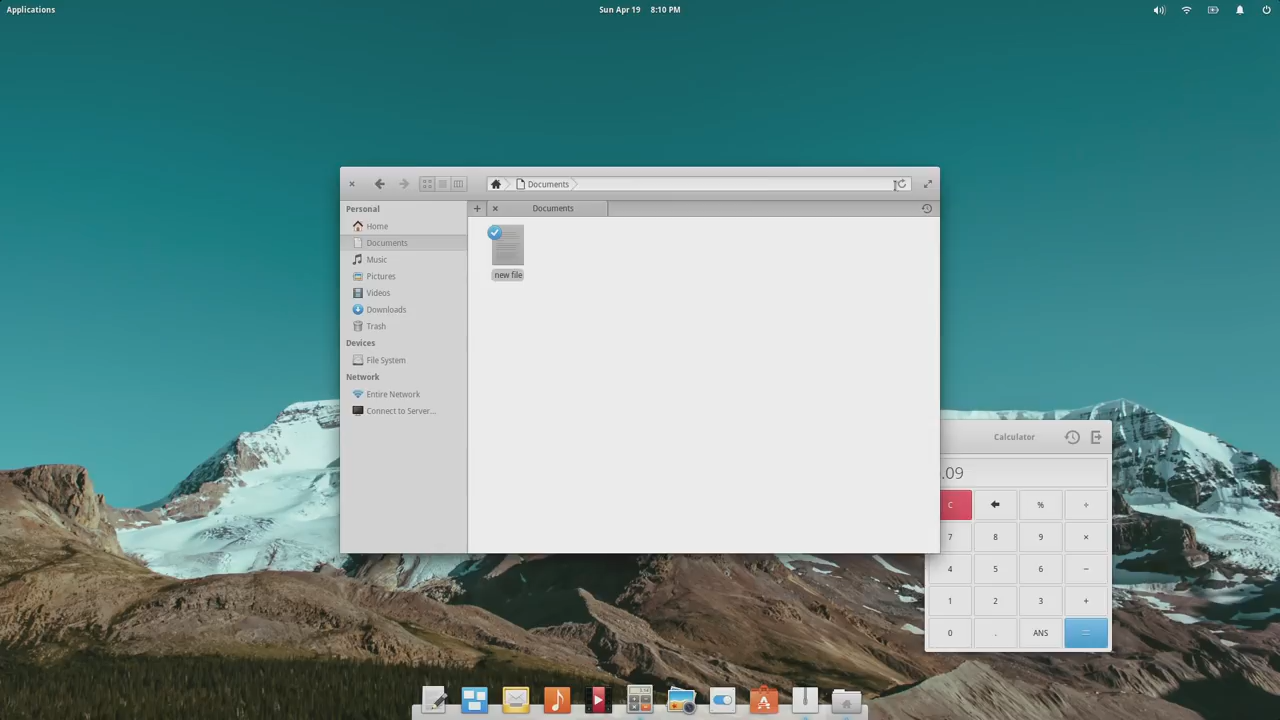 Applications
Sun Apr 19 8:10 PM
Documents
Documents
Personal
Home
Documents
Music
Pictures
Videos
Downloads
Trash
Devices
File System
Network
Entire Network
Connect to Server...
new file
Calculator
.09
C % ÷
7 8 9 ×
4 5 6 −
1 2 3 +
0 . ANS =